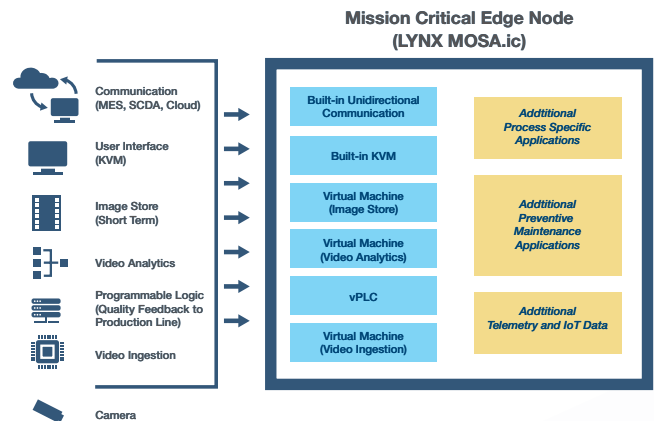 Mission Critical Edge Node
(LYNX MOSA.ic)
Communication
(MES, SCDA, Cloud)
User Interface
(KVM)
Image Store
(Short Term)
Video Analytics
Programmable Logic
(Quality Feedback to
Production Line)
Video Ingestion
Camera
Built-in Unidirectional
Communication
Built-in KVM
Virtual Machine
(Image Store)
Virtual Machine
(Video Analytics)
vPLC
Virtual Machine
(Video Ingestion)
Addtitional
Process Specific
Applications
Addtitional
Preventive
Maintenance
Applications
Addtitional
Telemetry and IoT Data